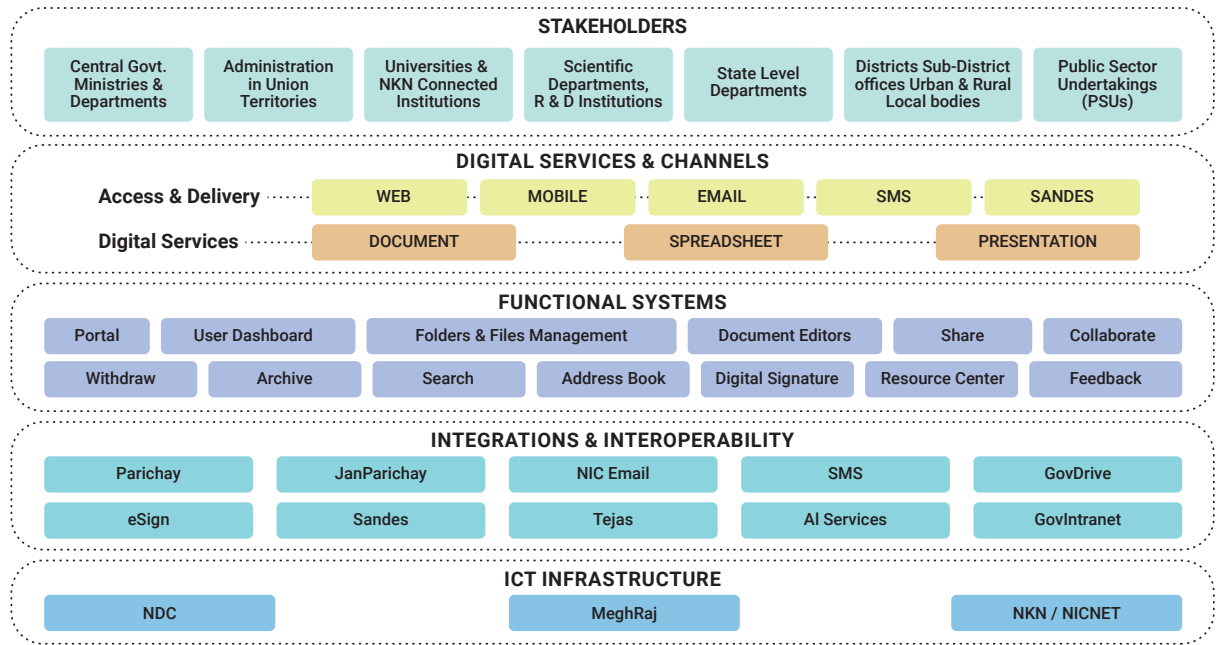 STAKEHOLDERS
Central Govt.
Ministries &
Departments
Administration
in Union
Territories
Universities &
NKN Connected
Institutions
Scientific
Departments,
R & D Institutions
State Level
Departments
Districts Sub-District
offices Urban & Rural
Local bodies
Public Sector
Undertakings
(PSUs)
DIGITAL SERVICES & CHANNELS
Access & Delivery
WEB
MOBILE
EMAIL
SMS
SANDES
Digital Services
DOCUMENT
SPREADSHEET
PRESENTATION
FUNCTIONAL SYSTEMS
Portal
User Dashboard
Folders & Files Management
Document Editors
Share
Collaborate
Withdraw
Archive
Search
Address Book
Digital Signature
Resource Center
Feedback
INTEGRATIONS & INTEROPERABILITY
Parichay
JanParichay
NIC Email
SMS
GovDrive
eSign
Sandes
Tejas
AI Services
GovIntranet
ICT INFRASTRUCTURE
NDC
MeghRaj
NKN / NICNET